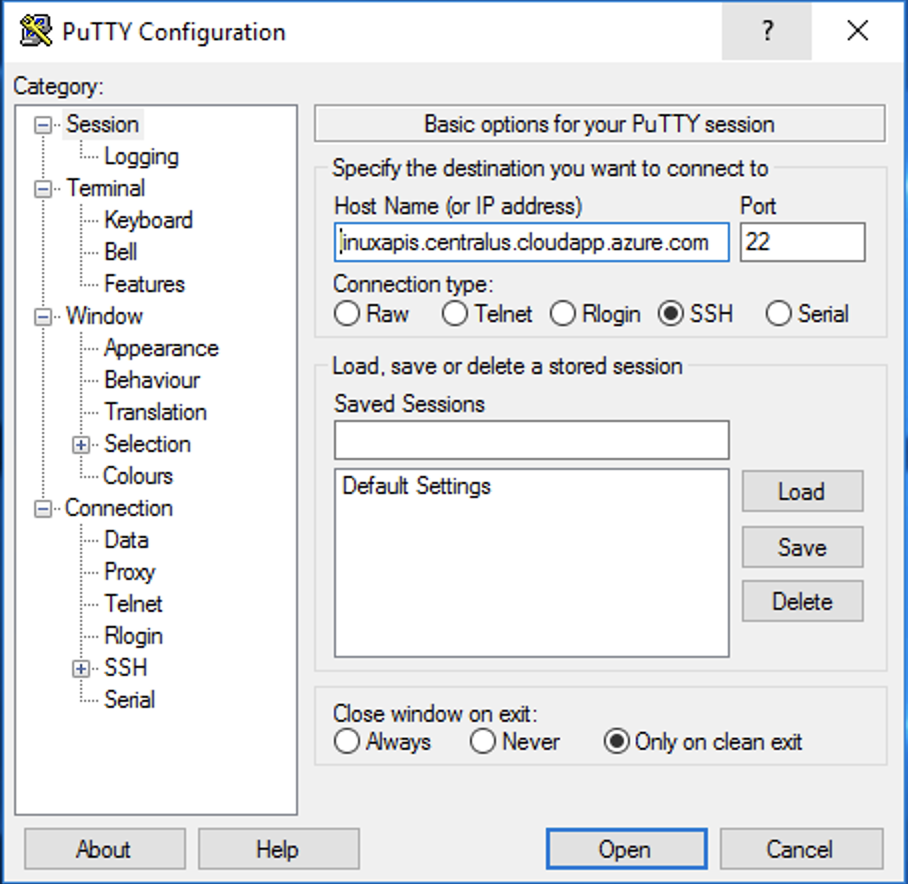 PuTTY Configuration
?
Category:
Session
Logging
Terminal
Keyboard
Bell
Features
Window
Appearance
Behaviour
Translation
Selection
Colours
Connection
Data
Proxy
Telnet
Rlogin
SSH
Serial
Basic options for your PuTTY session
Specify the destination you want to connect to
Host Name (or IP address) Port
linuxapis.centralus.cloudapp.azure.com 22
Connection type:
Raw Telnet Rlogin SSH Serial
Load, save or delete a stored session
Saved Sessions
Default Settings
Load
Save
Delete
Close window on exit:
Always Never Only on clean exit
About Help Open Cancel